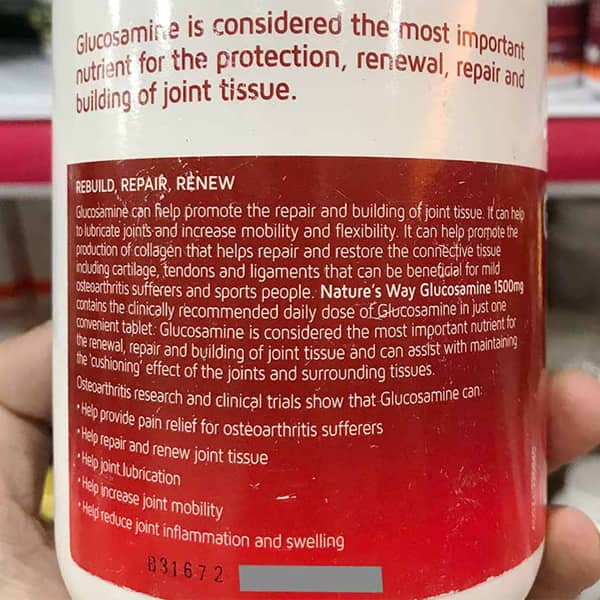 Glucosamine is considered the most important
nutrient for the protection, renewal, repair and
building of joint tissue.
REBUILD, REPAIR, RENEW
Glucosamine can help promote the repair and building of joint tissue. It can help
to lubricate joints and increase mobility and flexibility. It can help promote the
production of collagen that helps repair and restore the connective tissue
including cartilage, tendons and ligaments that can be beneficial for mild
osteoarthritis sufferers and sports people. Nature's Way Glucosamine 1500mg
contains the clinically recommended daily dose of Glucosamine in just one
convenient tablet. Glucosamine is considered the most important nutrient for
the renewal, repair and building of joint tissue and can assist with maintaining
the 'cushioning' effect of the joints and surrounding tissues.
Osteoarthritis research and clinical trials show that Glucosamine can:
• Help provide pain relief for osteoarthritis sufferers
• Help repair and renew joint tissue
• Help joint lubrication
• Help increase joint mobility
• Help reduce joint inflammation and swelling
B31672